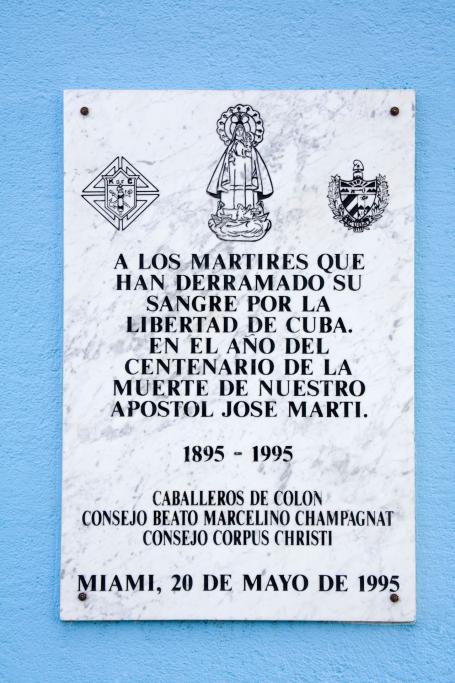 K OF C
A LOS MARTIRES QUE
HAN DERRAMADO SU
SANGRE POR LA
LIBERTAD DE CUBA.
EN EL AÑO DEL
CENTENARIO DE LA
MUERTE DE NUESTRO
APOSTOL JOSE MARTI.
1895 - 1995
CABALLEROS DE COLON
CONSEJO BEATO MARCELINO CHAMPAGNAT
CONSEJO CORPUS CHRISTI
MIAMI, 20 DE MAYO DE 1995